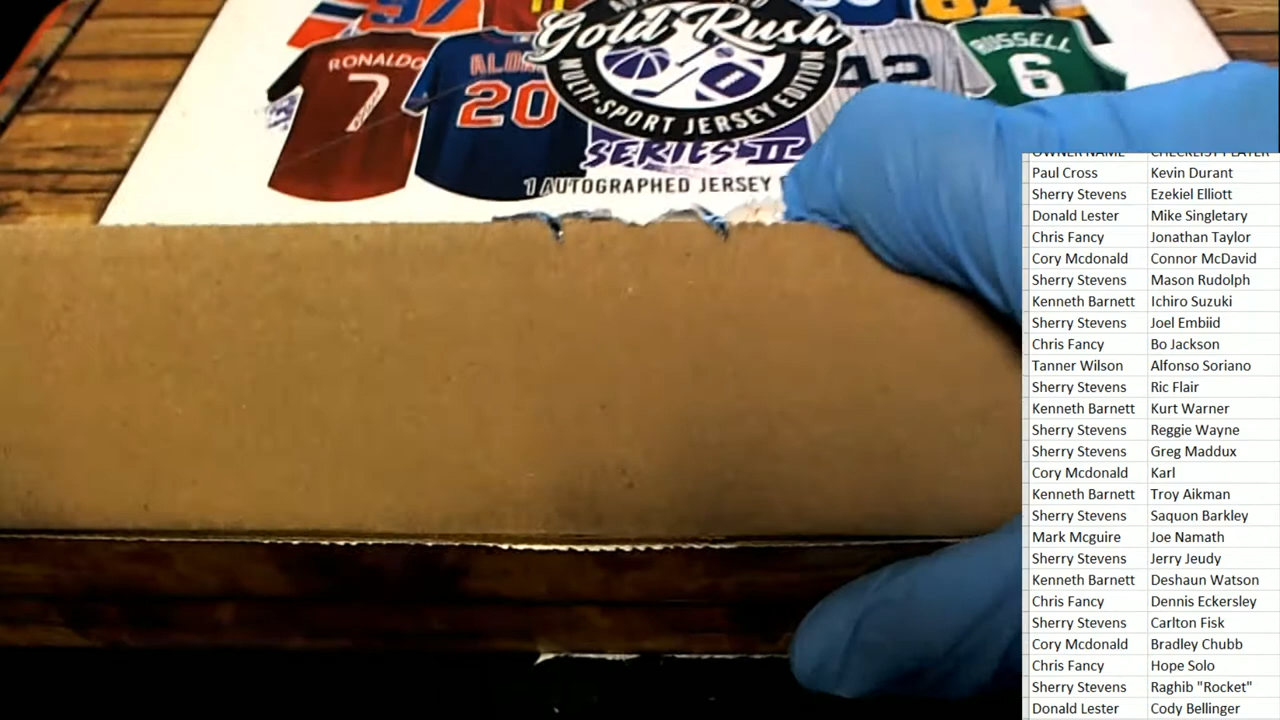 97
Gold Rush
MULTI-SPORT JERSEY EDITION
SERIES II
1 AUTOGRAPHED JERSEY
RONALDO
7
20
42
RUSSELL
6
OWNER NAME CHECKLIST PLAYER
Paul Cross Kevin Durant
Sherry Stevens Ezekiel Elliott
Donald Lester Mike Singletary
Chris Fancy Jonathan Taylor
Cory Mcdonald Connor McDavid
Sherry Stevens Mason Rudolph
Kenneth Barnett Ichiro Suzuki
Sherry Stevens Joel Embiid
Chris Fancy Bo Jackson
Tanner Wilson Alfonso Soriano
Sherry Stevens Ric Flair
Kenneth Barnett Kurt Warner
Sherry Stevens Reggie Wayne
Sherry Stevens Greg Maddux
Cory Mcdonald Karl
Kenneth Barnett Troy Aikman
Sherry Stevens Saquon Barkley
Mark Mcguire Joe Namath
Sherry Stevens Jerry Jeudy
Kenneth Barnett Deshaun Watson
Chris Fancy Dennis Eckersley
Sherry Stevens Carlton Fisk
Cory Mcdonald Bradley Chubb
Chris Fancy Hope Solo
Sherry Stevens Raghib "Rocket"
Donald Lester Cody Bellinger